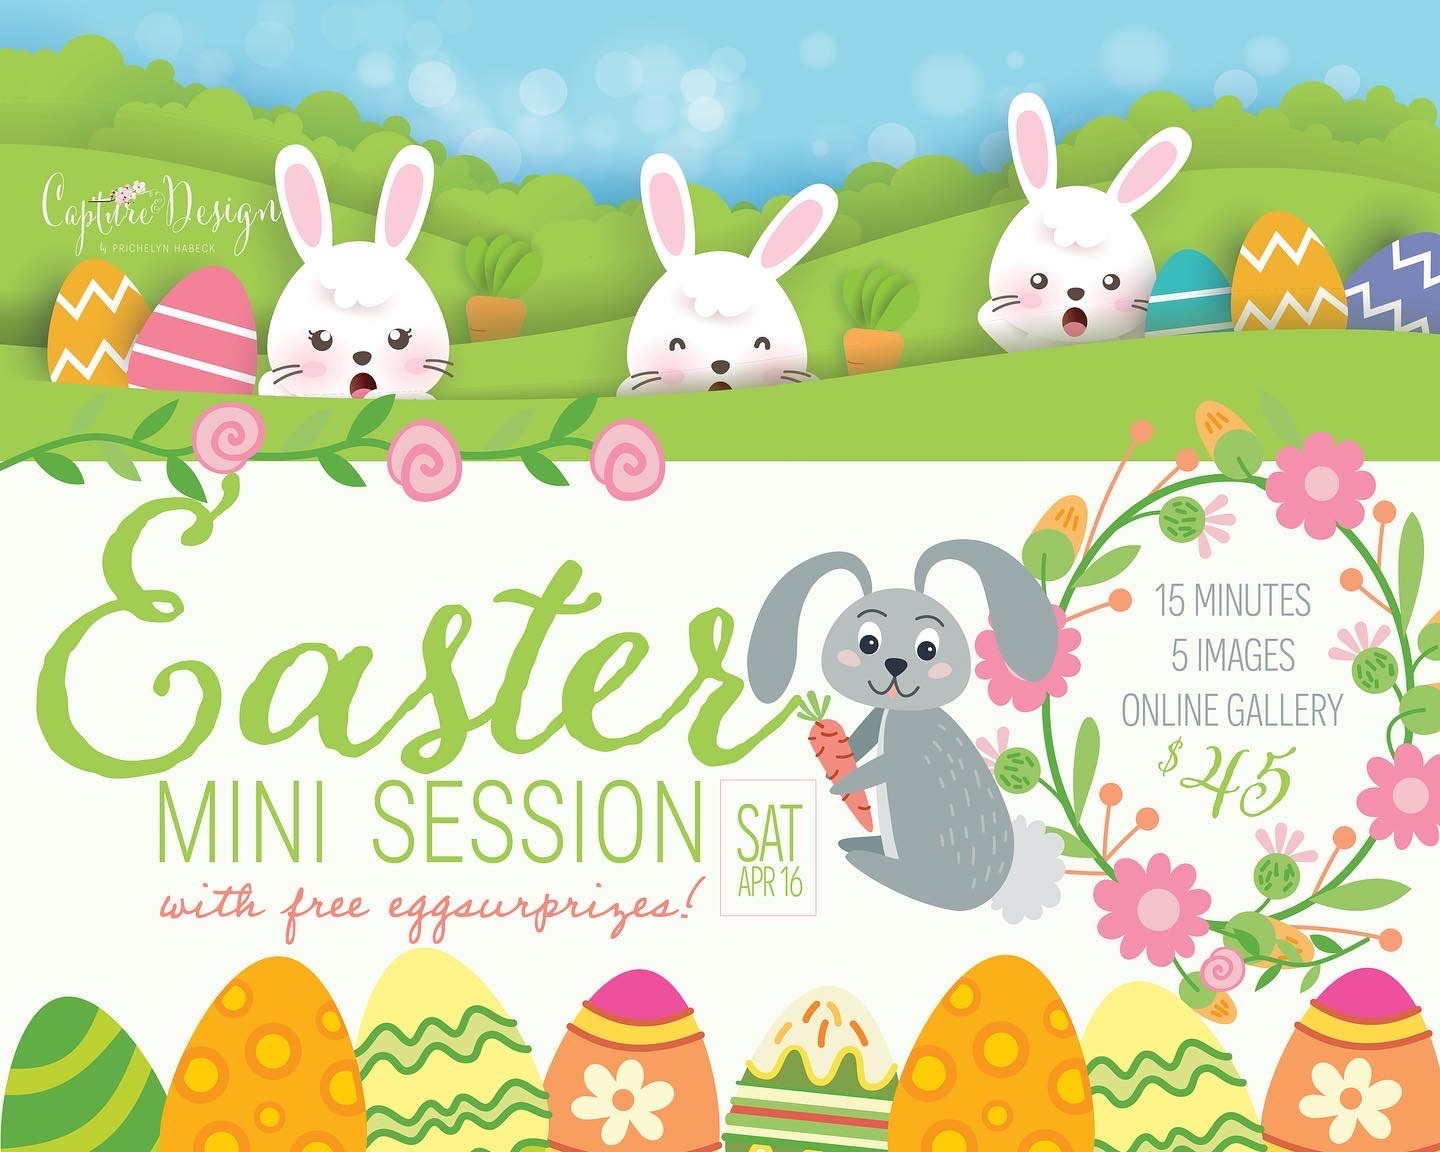 Capture & Design
by PRICHELYN HABECK
Easter
MINI SESSION
with free eggsurprizes!
SAT
APR 16
15 MINUTES
5 IMAGES
ONLINE GALLERY
$45